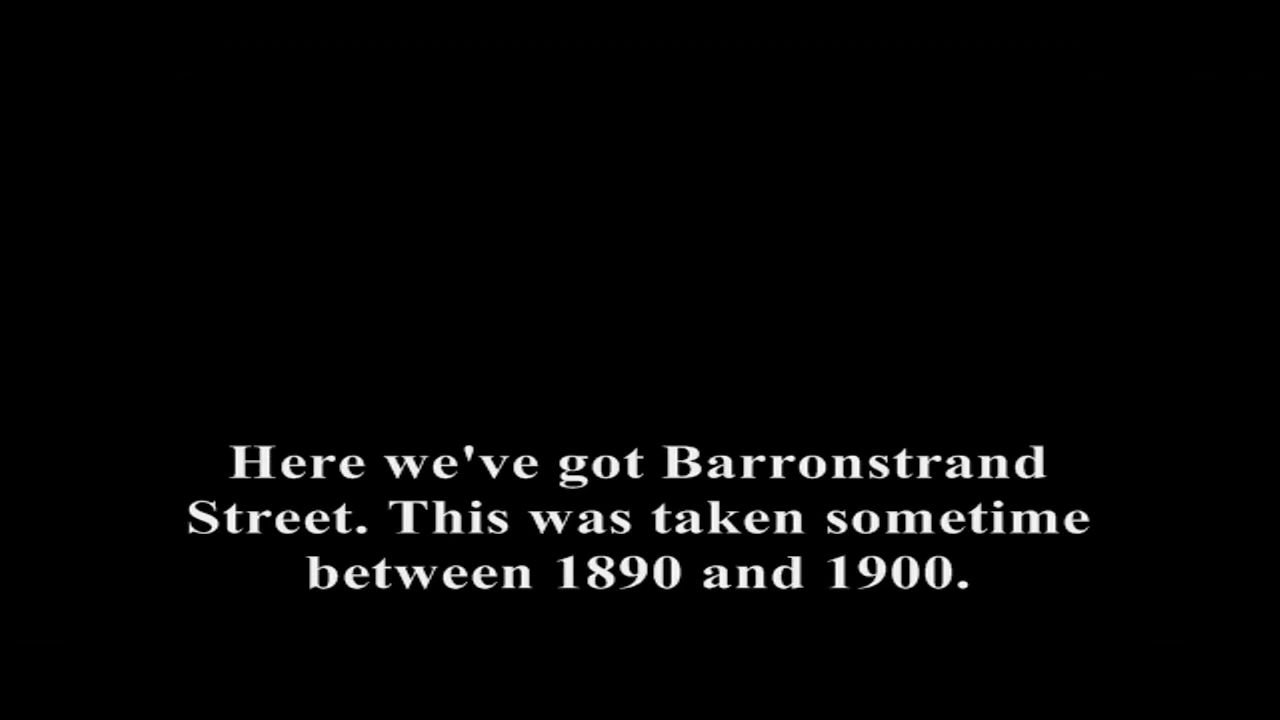 Here we've got Barronstrand
Street. This was taken sometime
between 1890 and 1900.